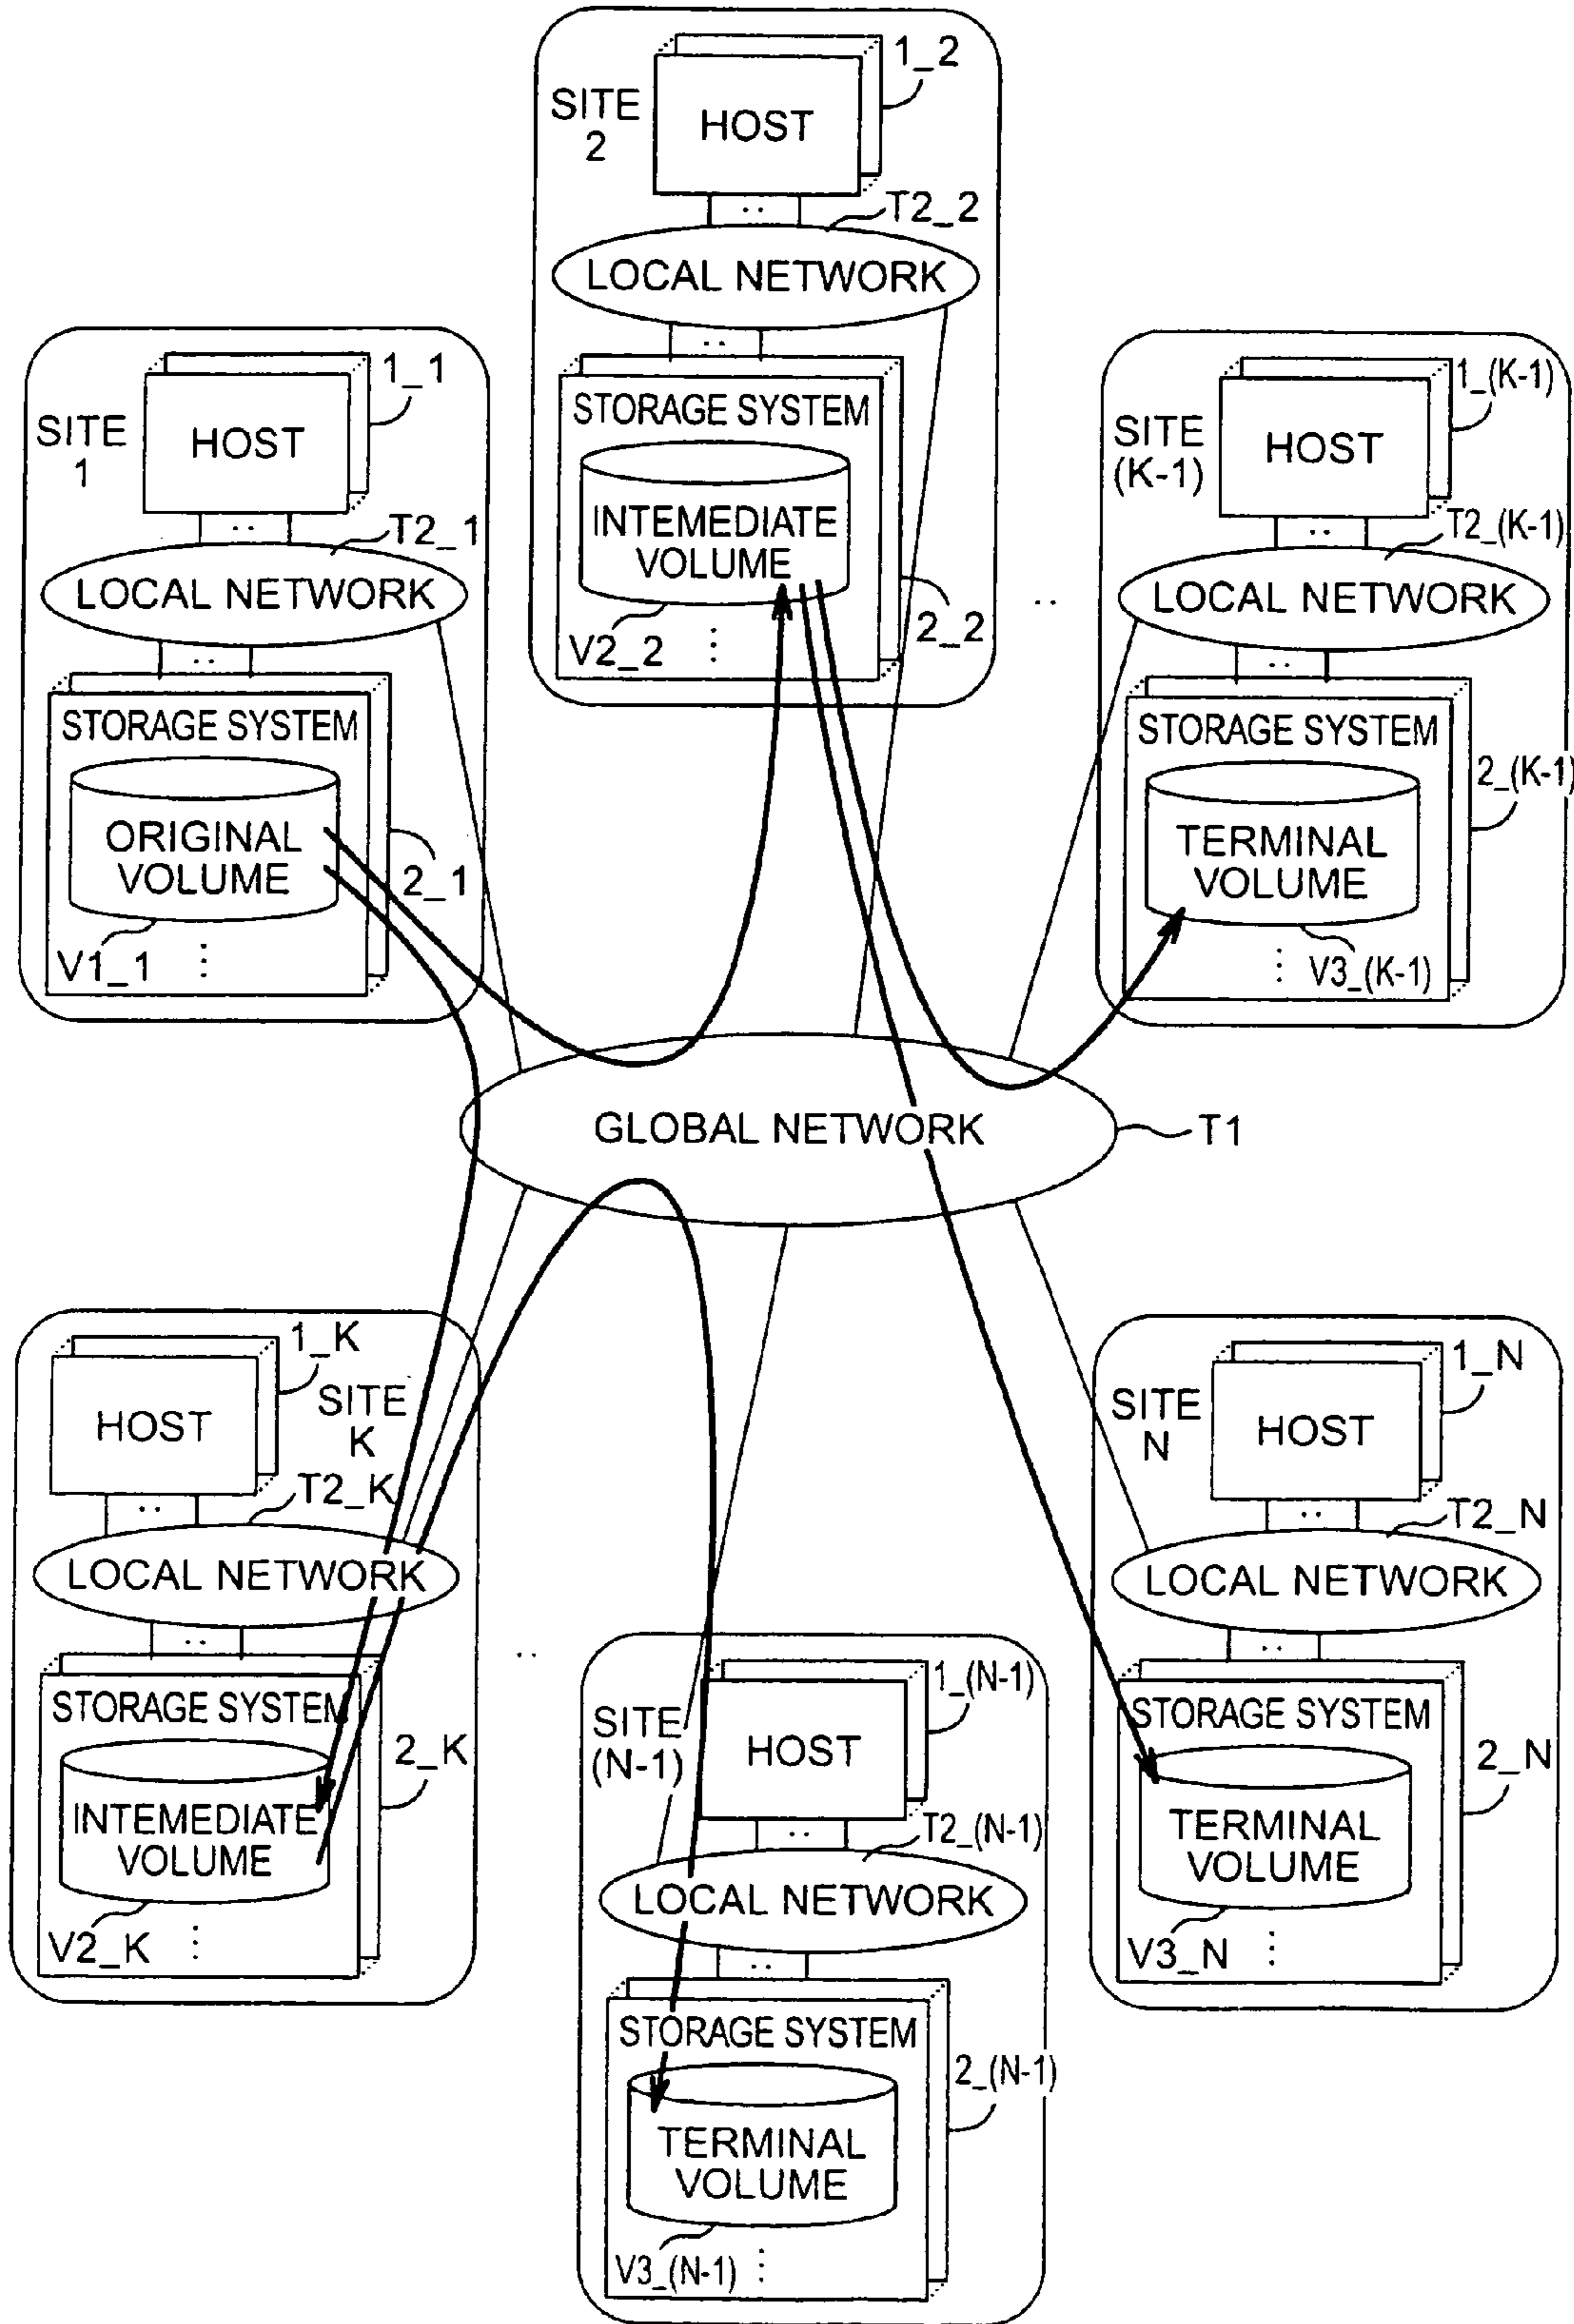 1_2
SITE
2
HOST
T2_2
LOCAL NETWORK
STORAGE SYSTEM
INTEMEDIATE
VOLUME
V2_2
2_2
1_1
SITE
1
HOST
T2_1
LOCAL NETWORK
STORAGE SYSTEM
ORIGINAL
VOLUME
2_1
V1_1
1_(K-1)
SITE
(K-1)
HOST
T2_(K-1)
LOCAL NETWORK
STORAGE SYSTEM
2_(K-1)
TERMINAL
VOLUME
V3_(K-1)
GLOBAL NETWORK
T1
1_K
HOST
SITE
K
T2_K
LOCAL NETWORK
STORAGE SYSTEM
2_K
INTEMEDIATE
VOLUME
V2_K
1_(N-1)
SITE
(N-1)
HOST
T2_(N-1)
LOCAL NETWORK
STORAGE SYSTEM
2_(N-1)
TERMINAL
VOLUME
V3_(N-1)
1_N
SITE
N
HOST
T2_N
LOCAL NETWORK
STORAGE SYSTEM
2_N
TERMINAL
VOLUME
V3_N